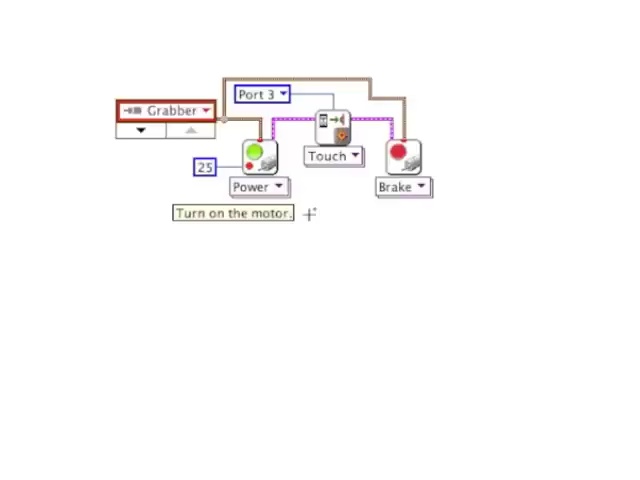 Port 3
Grabber
Touch
25
Power
Brake
Turn on the motor.